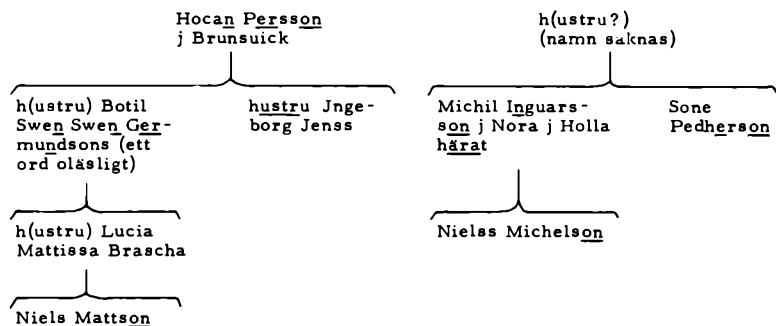 Hocan Persson
j Brunsuick
h(ustru?)
(namn saknas)
h(ustru) Botil
Swen Swen Ger-
mundsons (ett
ord oläsligt)
hustru Jnge-
borg Jenss
Michil Inguars-
son j Nora j Holla
härat
Sone
Pedherson
h(ustru) Lucia
Mattissa Brascha
Nielss Michelson
Niels Mattson